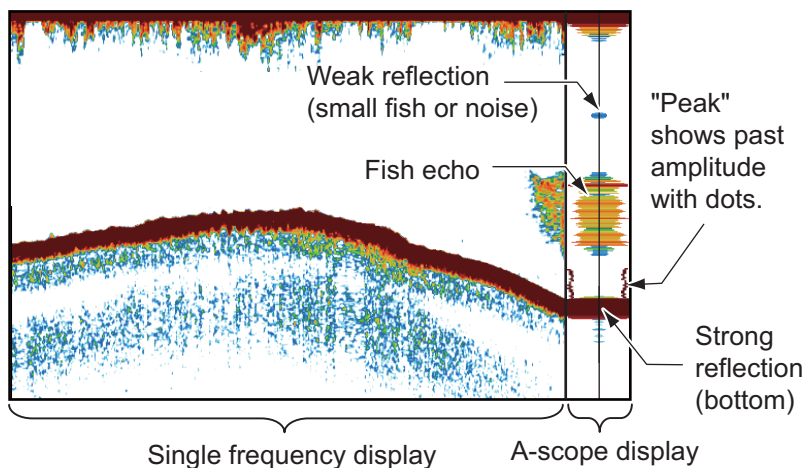 Weak reflection
(small fish or noise)
Fish echo
"Peak"
shows past
amplitude
with dots.
Strong
reflection
(bottom)
Single frequency display
A-scope display